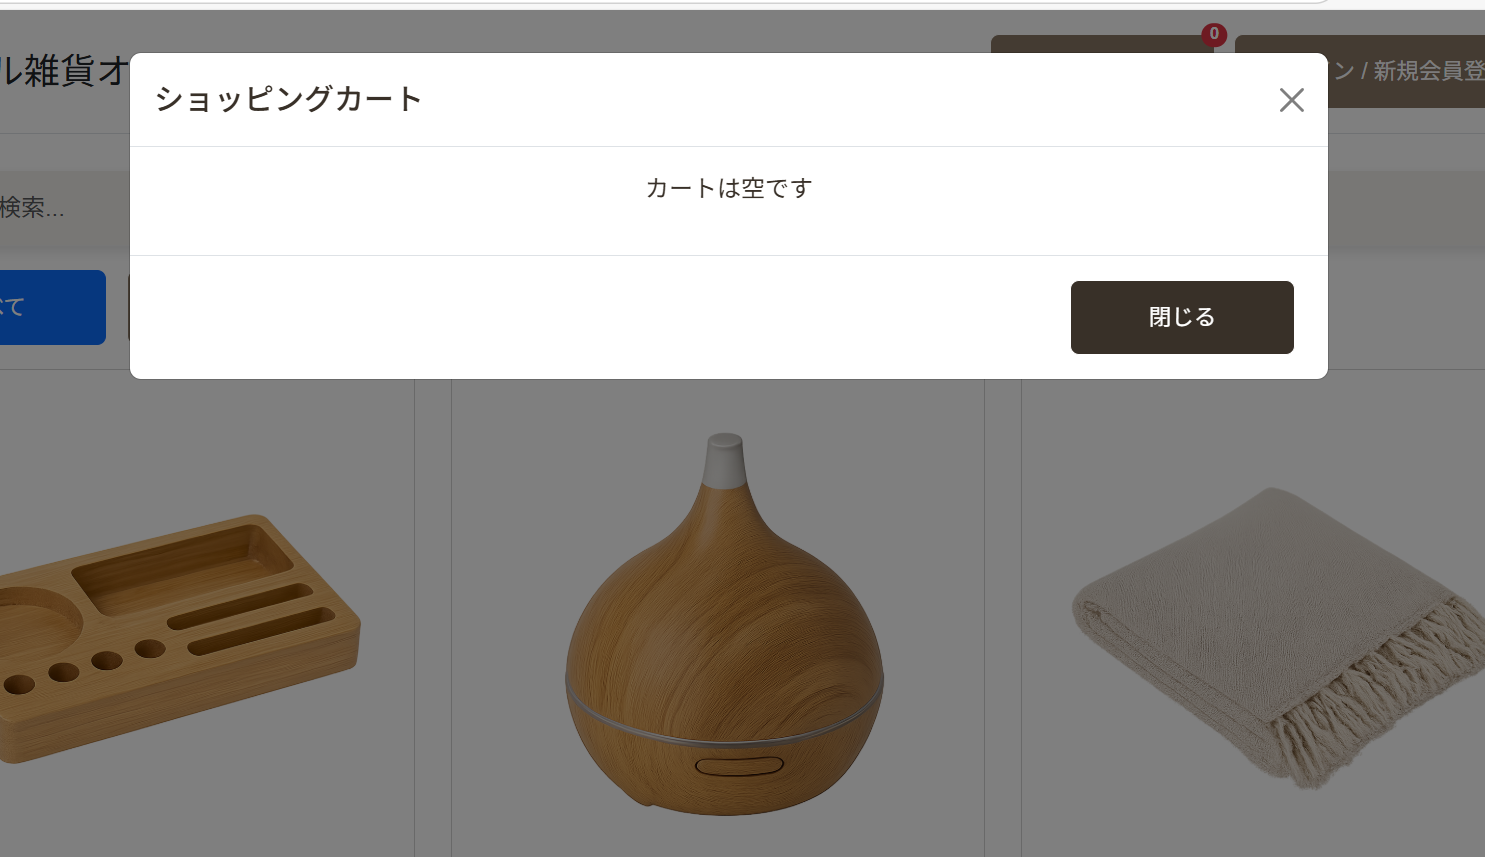 ル雑貨オ
0
ン / 新規会員登
ショッピングカート
検索...
カートは空です
べて
閉じる